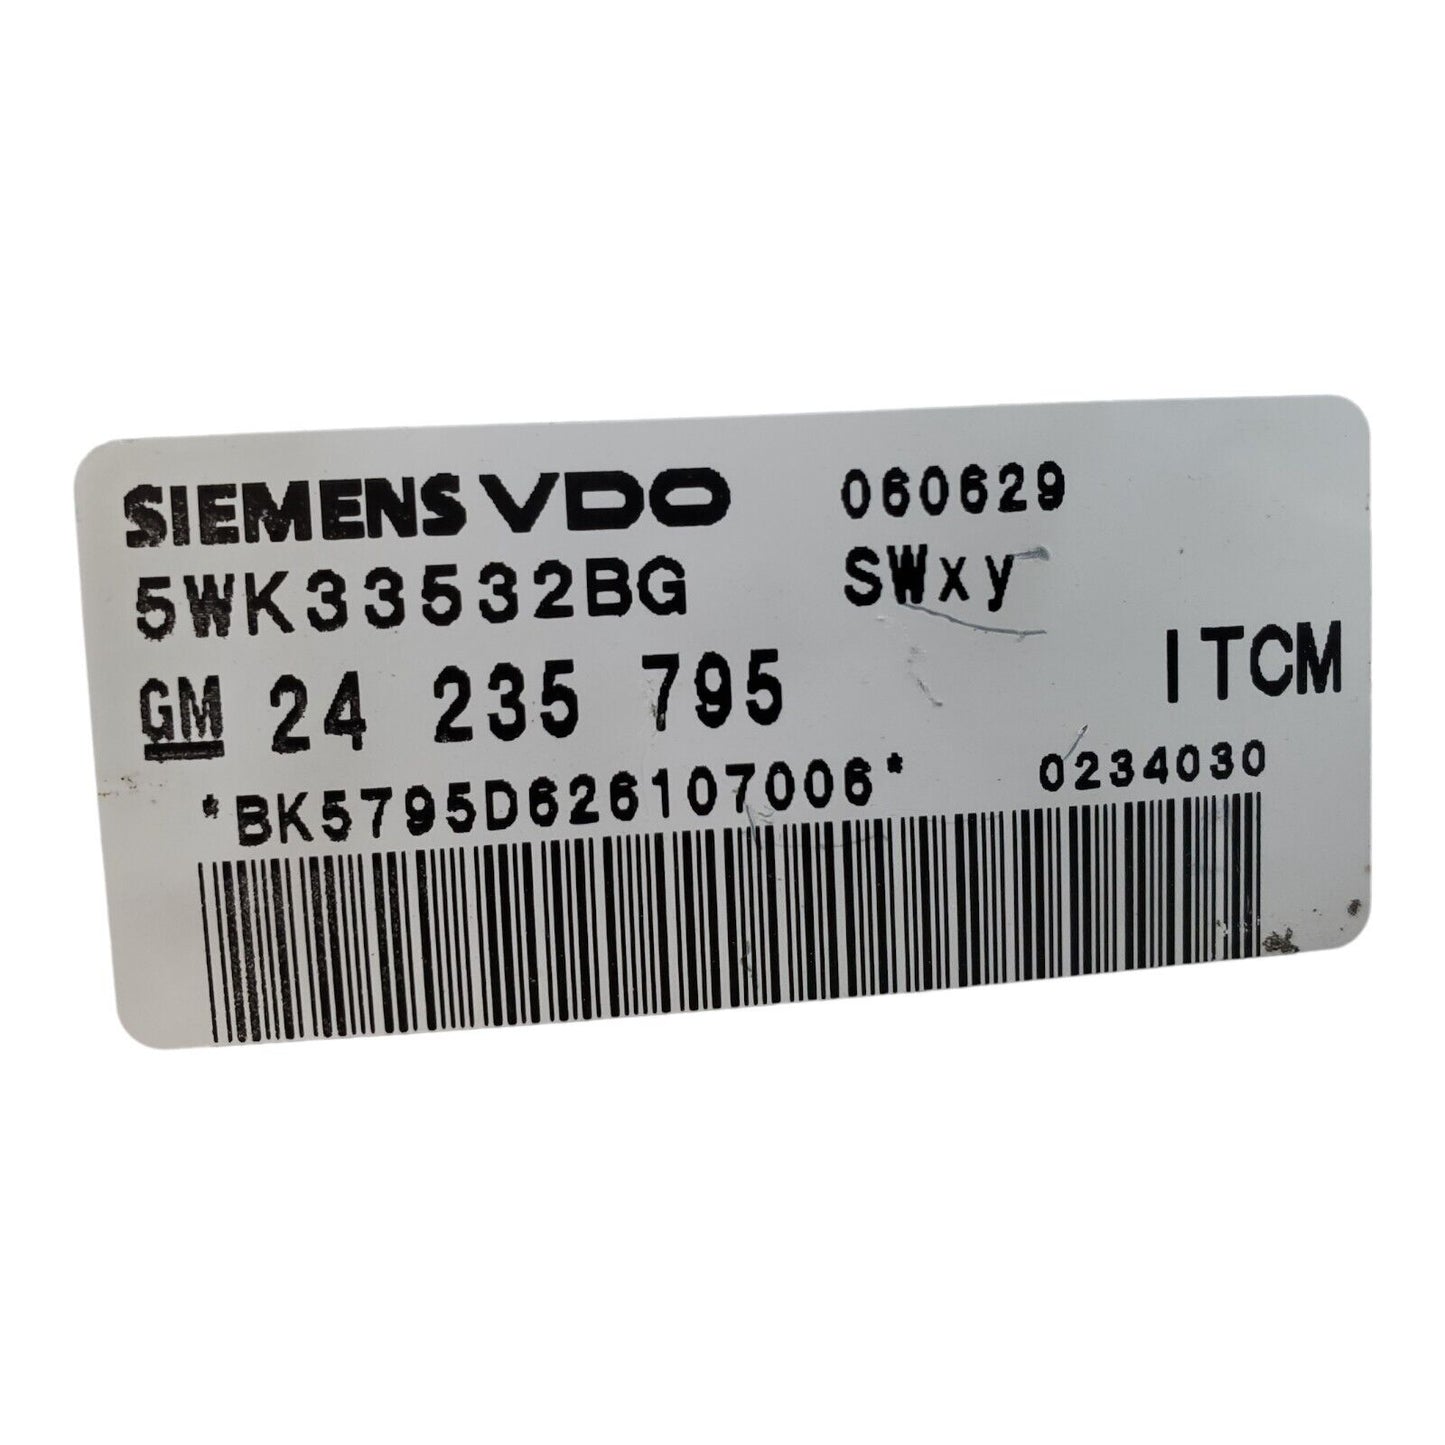 SIEMENS VDO 060629
5WK33532BG SWxy
GM 24 235 795 ITCM
*BK5795D626107006* 0234030